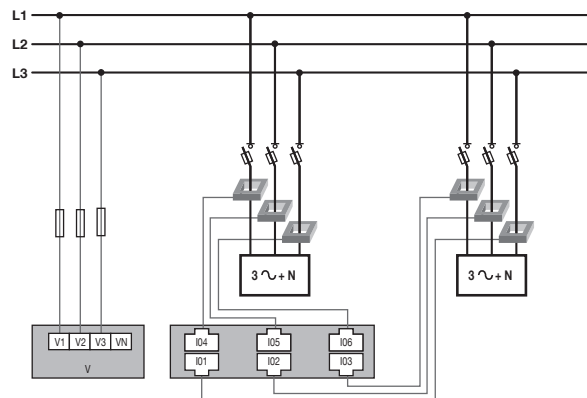 L1
L2
L3
3 ∿ + N
3 ∿ + N
V1 V2 V3 VN
V
I04 I05 I06
I01 I02 I03